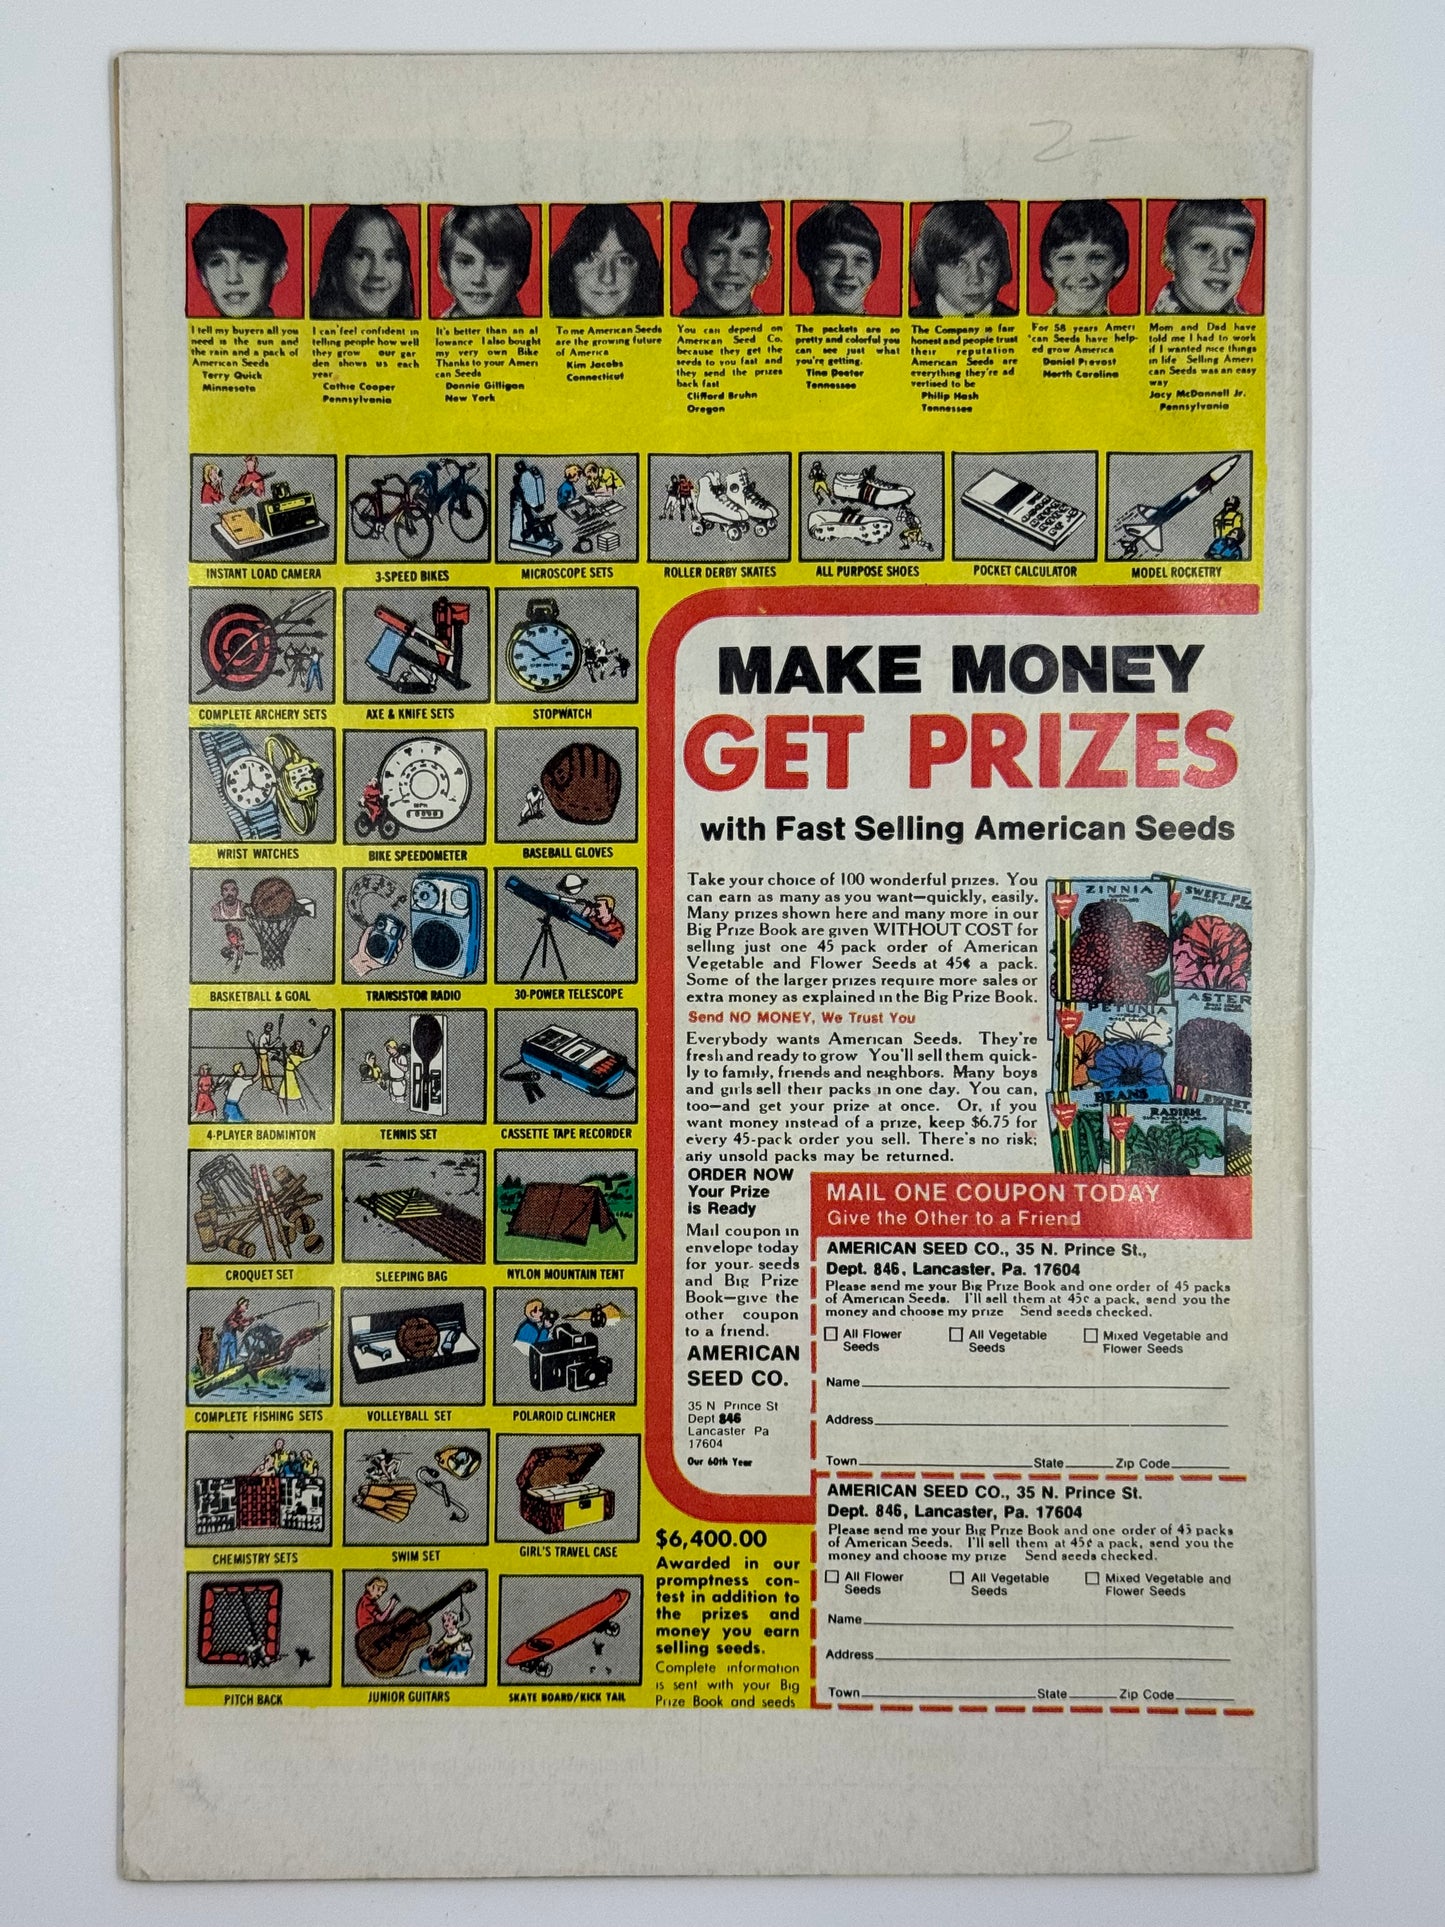 2-
I tell my buyers all you
need is the sun and
the rain and a pack of
American Seeds
Terry Quick
Minnesota
I can feel confident in
telling people how well
they grow our gar
den shows us each
year.
Cathie Cooper
Pennsylvania
It's better than an al
lowance I also bought
my very own Bike
Thanks to your Ameri
can Seeds
Donnie Gilligan
New York
To me American Seeds
are the growing future
of America
Kim Jacobs
Connecticut
You can depend on
American Seed Co.
because they get the
seeds to you fast and
they send the prizes
back fast
Clifford Bruhn
Oregon
The packets are so
pretty and colorful you
can see just what
you're getting.
Tina Deeter
Tennessee
The Company is fair
honest and people trust
their reputation
American Seeds are
everything they're ad
vertised to be
Philip Hash
Tennessee
For 58 years Ameri
can Seeds have help-
ed grow America
Daniel Provost
North Carolina
Mom and Dad have
told me I had to work
if I wanted nice things
in life Selling Ameri
can Seeds was an easy
way
Jacy McDannell Jr.
Pennsylvania
INSTANT LOAD CAMERA
3-SPEED BIKES
MICROSCOPE SETS
ROLLER DERBY SKATES
ALL PURPOSE SHOES
POCKET CALCULATOR
MODEL ROCKETRY
COMPLETE ARCHERY SETS
AXE & KNIFE SETS
STOPWATCH
WRIST WATCHES
BIKE SPEEDOMETER
BASEBALL GLOVES
BASKETBALL & GOAL
TRANSISTOR RADIO
30-POWER TELESCOPE
4-PLAYER BADMINTON
TENNIS SET
CASSETTE TAPE RECORDER
CROQUET SET
SLEEPING BAG
NYLON MOUNTAIN TENT
COMPLETE FISHING SETS
VOLLEYBALL SET
POLAROID CLINCHER
CHEMISTRY SETS
SWIM SET
GIRL'S TRAVEL CASE
PITCH BACK
JUNIOR GUITARS
SKATE BOARD/KICK TAIL
MAKE MONEY
GET PRIZES
with Fast Selling American Seeds
Take your choice of 100 wonderful prizes. You
can earn as many as you want—quickly, easily.
Many prizes shown here and many more in our
Big Prize Book are given WITHOUT COST for
selling just one 45 pack order of American
Vegetable and Flower Seeds at 45¢ a pack.
Some of the larger prizes require more sales or
extra money as explained in the Big Prize Book.
Send NO MONEY, We Trust You
Everybody wants American Seeds. They're
fresh and ready to grow You'll sell them quick-
ly to family, friends and neighbors. Many boys
and girls sell their packs in one day. You can,
too—and get your prize at once. Or, if you
want money instead of a prize, keep $6.75 for
every 45-pack order you sell. There's no risk;
any unsold packs may be returned.
ZINNIA
SWEET PE
ASTER
PETUNIA
BEANS
RADISH
SWEET
ORDER NOW
Your Prize
is Ready
Mail coupon in
envelope today
for your seeds
and Big Prize
Book—give the
other coupon
to a friend.
AMERICAN
SEED CO.
35 N Prince St
Dept 846
Lancaster Pa
17604
Our 60th Year
MAIL ONE COUPON TODAY
Give the Other to a Friend
AMERICAN SEED CO., 35 N. Prince St.,
Dept. 846, Lancaster, Pa. 17604
Please send me your Big Prize Book and one order of 45 packs
of American Seeds. I'll sell them at 45¢ a pack, send you the
money and choose my prize Send seeds checked.
All Flower
Seeds
All Vegetable
Seeds
Mixed Vegetable and
Flower Seeds
Name
Address
Town State Zip Code
AMERICAN SEED CO., 35 N. Prince St.
Dept. 846, Lancaster, Pa. 17604
Please send me your Big Prize Book and one order of 45 packs
of American Seeds. I'll sell them at 45¢ a pack, send you the
money and choose my prize Send seeds checked.
All Flower
Seeds
All Vegetable
Seeds
Mixed Vegetable and
Flower Seeds
Name
Address
Town State Zip Code
$6,400.00
Awarded in our
promptness con-
test in addition to
the prizes and
money you earn
selling seeds.
Complete information
is sent with your Big
Prize Book and seeds